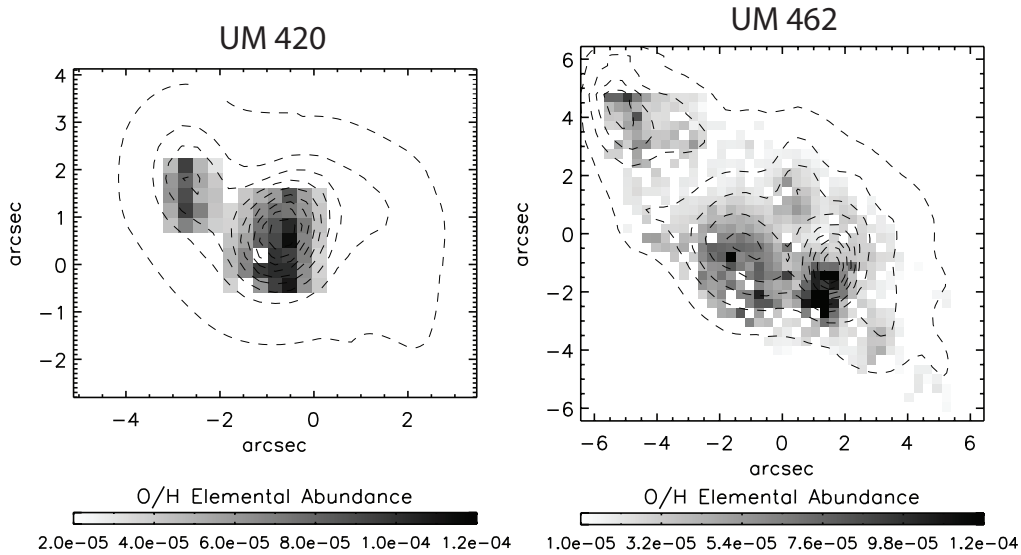 UM 420
4
3
2
1
0
−1
−2
arcsec
−4 −2 0 2
arcsec
O/H Elemental Abundance
2.0e−05 4.0e−05 6.0e−05 8.0e−05 1.0e−04 1.2e−04
UM 462
6
4
2
0
−2
−4
−6
arcsec
−6 −4 −2 0 2 4 6
arcsec
O/H Elemental Abundance
1.0e−05 3.2e−05 5.4e−05 7.6e−05 9.8e−05 1.2e−04